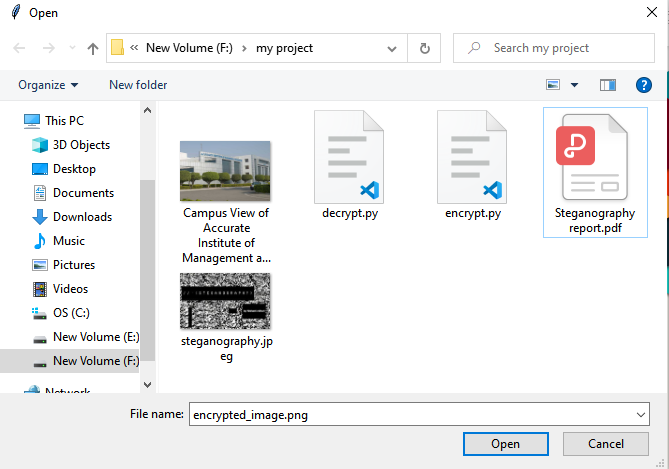 Open
New Volume (F:) my project
Search my project
Organize
New folder
This PC
3D Objects
Desktop
Documents
Downloads
Music
Pictures
Videos
OS (C:)
New Volume (E:)
New Volume (F:)
Network
Campus View of
Accurate
Institute of
Management a...
decrypt.py
encrypt.py
Steganography
report.pdf
steganography.jp
eg
File name: encrypted_image.png
Open Cancel